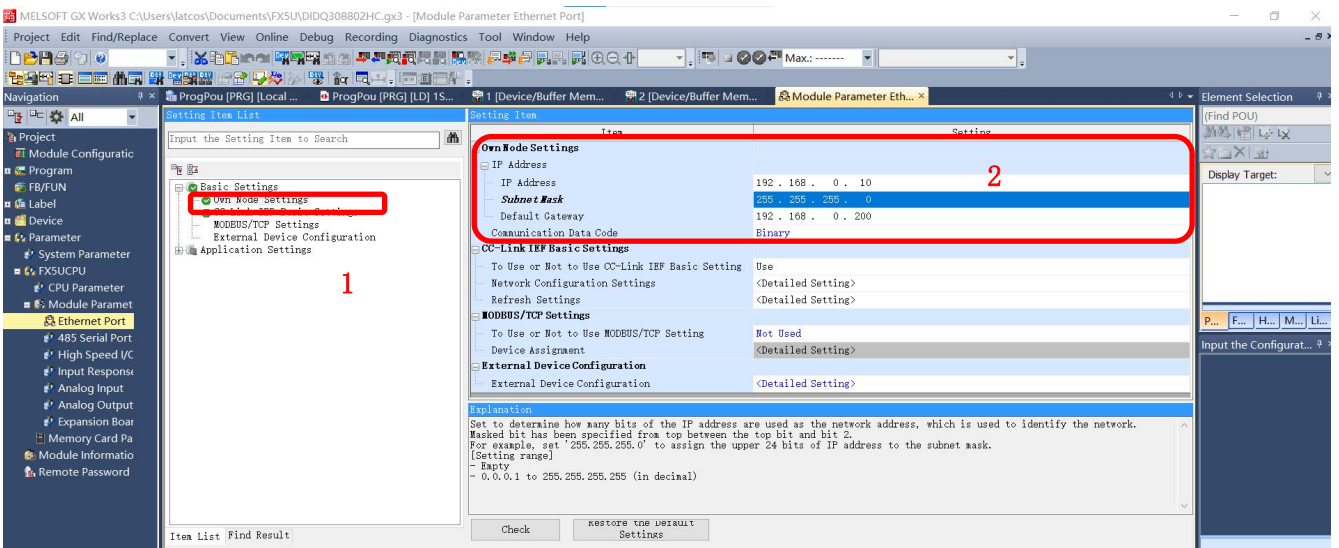 MELSOFT GX Works3 C:\Users\latcos\Documents\FX5U\DIDQ308802HC.gx3 - [Module Parameter Ethernet Port]
Project Edit Find/Replace Convert View Online Debug Recording Diagnostics Tool Window Help
Max.: -------
Navigation
ProgPou [PRG] [Local ...
ProgPou [PRG] [LD] 1S...
1 [Device/Buffer Mem...
2 [Device/Buffer Mem...
Module Parameter Eth...
Element Selection
All
Project
Module Configuratic
Program
FB/FUN
Label
Device
Parameter
System Parameter
FX5UCPU
CPU Parameter
Module Paramet
Ethernet Port
485 Serial Port
High Speed I/C
Input Response
Analog Input
Analog Output
Expansion Boar
Memory Card Pa
Module Informatio
Remote Password
Setting Item List
Input the Setting Item to Search
Basic Settings
Own Node Settings
CC-Link IEF Basic Settings
MODBUS/TCP Settings
External Device Configuration
Application Settings
1
Item List Find Result
Setting Item
Item Setting
Own Node Settings
IP Address
IP Address 192 . 168 . 0 . 10
Subnet Mask 255 . 255 . 255 . 0
Default Gateway 192 . 168 . 0 . 200
Communication Data Code Binary
2
CC-Link IEF Basic Settings
To Use or Not to Use CC-Link IEF Basic Setting Use
Network Configuration Settings <Detailed Setting>
Refresh Settings <Detailed Setting>
MODBUS/TCP Settings
To Use or Not to Use MODBUS/TCP Setting Not Used
Device Assignment <Detailed Setting>
External Device Configuration
External Device Configuration <Detailed Setting>
Explanation
Set to determine how many bits of the IP address are used as the network address, which is used to identify the network.
Masked bit has been specified from top between the top bit and bit 2.
For example, set '255.255.255.0' to assign the upper 24 bits of IP address to the subnet mask.
[Setting range]
- Empty
- 0.0.0.1 to 255.255.255.255 (in decimal)
Check
Restore the Default
Settings
(Find POU)
Display Target:
P... F... H... M... Li...
Input the Configurat...